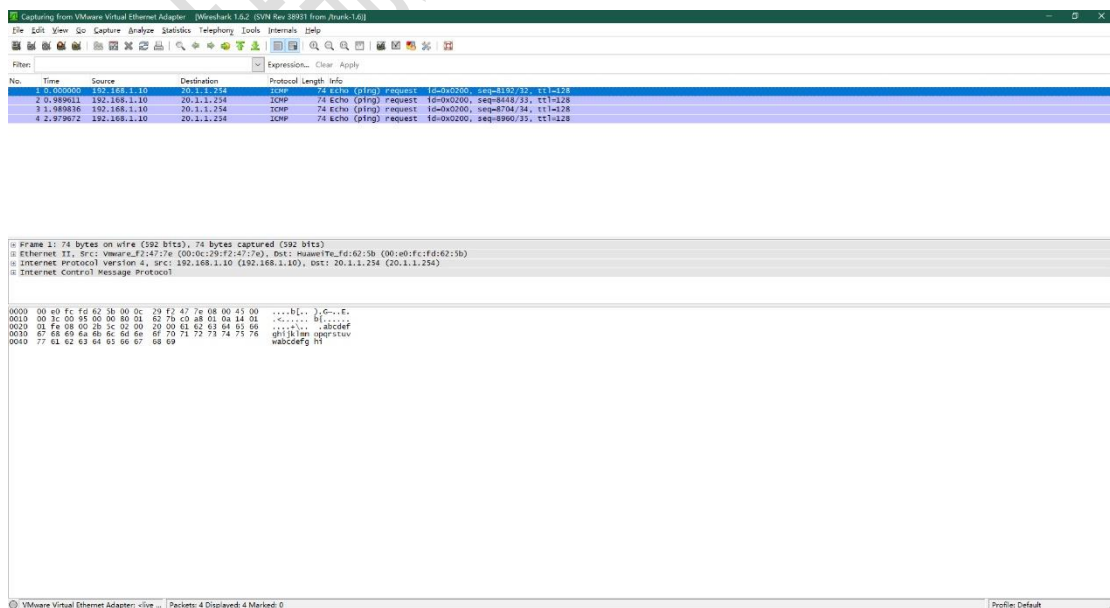 Capturing from VMware Virtual Ethernet Adapter [Wireshark 1.6.2 (SVN Rev 38931 from /trunk-1.6)]
File Edit View Go Capture Analyze Statistics Telephony Tools Internals Help
Filter: Expression... Clear Apply
No. Time Source Destination Protocol Length Info
1 0.000000 192.168.1.10 20.1.1.254 ICMP 74 Echo (ping) request id=0x0200, seq=8192/32, ttl=128
2 0.989611 192.168.1.10 20.1.1.254 ICMP 74 Echo (ping) request id=0x0200, seq=8448/33, ttl=128
3 1.989836 192.168.1.10 20.1.1.254 ICMP 74 Echo (ping) request id=0x0200, seq=8704/34, ttl=128
4 2.979672 192.168.1.10 20.1.1.254 ICMP 74 Echo (ping) request id=0x0200, seq=8960/35, ttl=128
Frame 1: 74 bytes on wire (592 bits), 74 bytes captured (592 bits)
Ethernet II, Src: Vmware_f2:47:7e (00:0c:29:f2:47:7e), Dst: HuaweiTe_fd:62:5b (00:e0:fc:fd:62:5b)
Internet Protocol Version 4, Src: 192.168.1.10 (192.168.1.10), Dst: 20.1.1.254 (20.1.1.254)
Internet Control Message Protocol
0000 00 e0 fc fd 62 5b 00 0c 29 f2 47 7e 08 00 45 00 ....b[.. ).G~..E.
0010 00 3c 00 95 00 00 80 01 62 7b c0 a8 01 0a 14 01 .<...... b{......
0020 01 fe 08 00 2b 5c 02 00 20 00 61 62 63 64 65 66 ....+\.. .abcdef
0030 67 68 69 6a 6b 6c 6d 6e 6f 70 71 72 73 74 75 76 ghijklmn opqrstuv
0040 77 61 62 63 64 65 66 67 68 69 wabcdefg hi
VMware Virtual Ethernet Adapter: <live ... Packets: 4 Displayed: 4 Marked: 0 Profile: Default